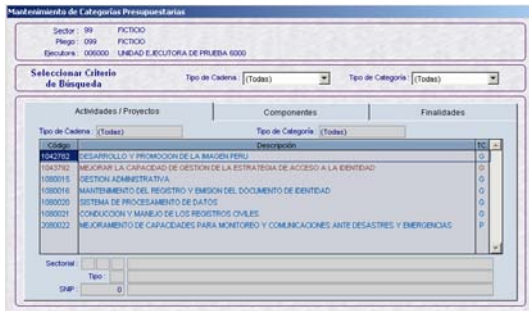 Mantenimiento de Categorías Presupuestarias
Sector : 99 FICTICIO
Pliego : 099 FICTICIO
Ejecutora : 006000 UNIDAD EJECUTORA DE PRUEBA 6000
Seleccionar Criterio de Búsqueda
Tipo de Cadena : (Todas) Tipo de Categoría : (Todas)
Actividades / Proyectos Componentes Finalidades
Tipo de Cadena : (Todas) Tipo de Categoría : (Todas)
Código Descripción TC
1042782 DESARROLLO Y PROMOCION DE LA IMAGEN PERU G
1043792 MEJORAR LA CAPACIDAD DE GESTION DE LA ESTRATEGIA DE ACCESO A LA IDENTIDAD G
1080015 GESTION ADMINISTRATIVA G
1080016 MANTENIMIENTO DEL REGISTRO Y EMISION DEL DOCUMENTO DE IDENTIDAD G
1080020 SISTEMA DE PROCESAMIENTO DE DATOS G
1080021 CONDUCCION Y MANEJO DE LOS REGISTROS CIVILES G
2080022 MEJORAMIENTO DE CAPACIDADES PARA MONITOREO Y COMUNICACIONES ANTE DESASTRES Y EMERGENCIAS P
Sectorial :
Tipo :
SNIP : 0